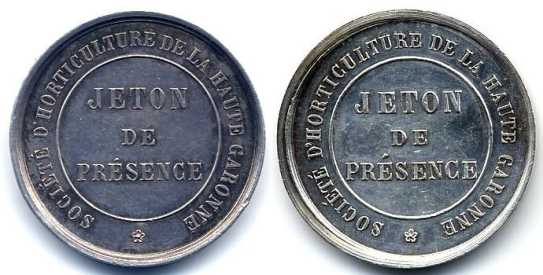 SOCIÉTÉ D'HORTICULTURE DE LA HAUTE GARONNE
JETON
DE
PRÉSENCE
SOCIÉTÉ D'HORTICULTURE DE LA HAUTE GARONNE
JETON
DE
PRÉSENCE